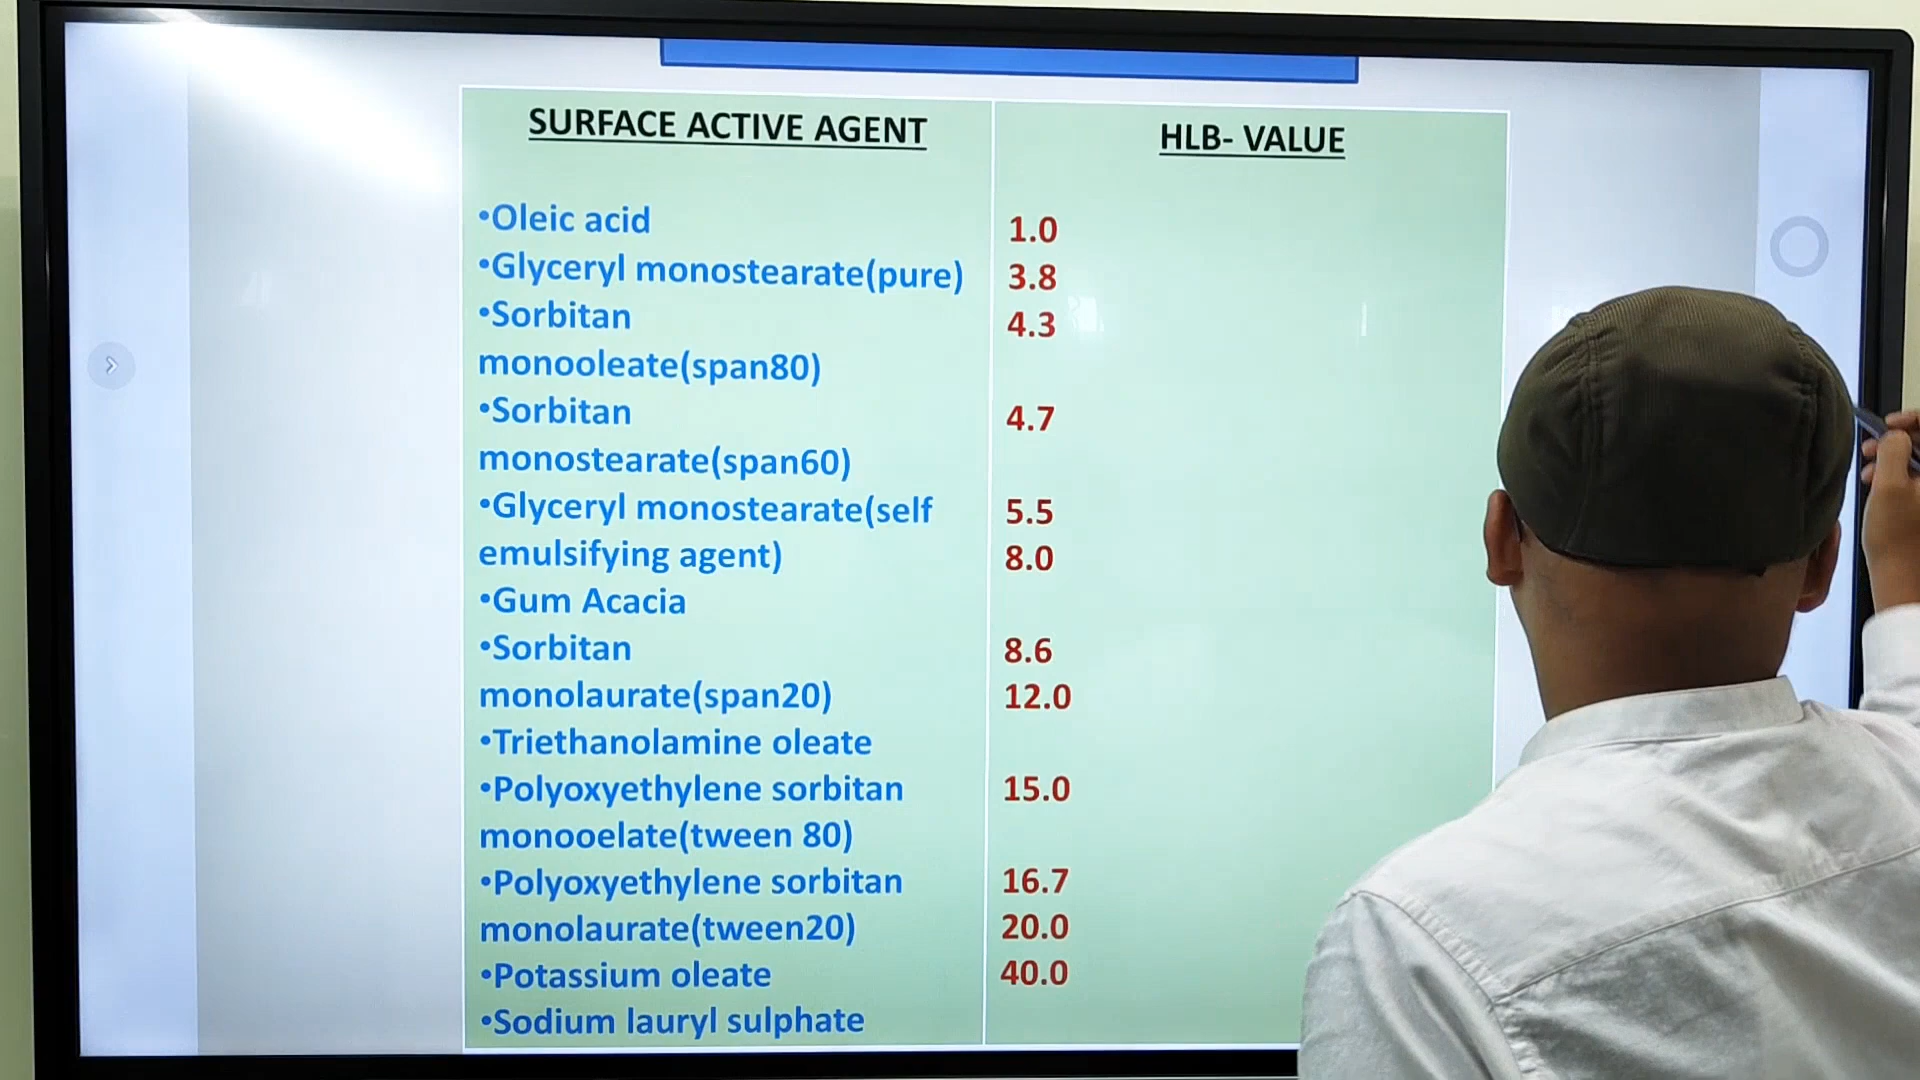 SURFACE ACTIVE AGENT
HLB- VALUE
•Oleic acid
1.0
•Glyceryl monostearate(pure)
3.8
•Sorbitan
4.3
monooleate(span80)
•Sorbitan
4.7
monostearate(span60)
•Glyceryl monostearate(self
5.5
emulsifying agent)
8.0
•Gum Acacia
•Sorbitan
8.6
monolaurate(span20)
12.0
•Triethanolamine oleate
•Polyoxyethylene sorbitan
15.0
monooelate(tween 80)
•Polyoxyethylene sorbitan
16.7
monolaurate(tween20)
20.0
•Potassium oleate
40.0
•Sodium lauryl sulphate